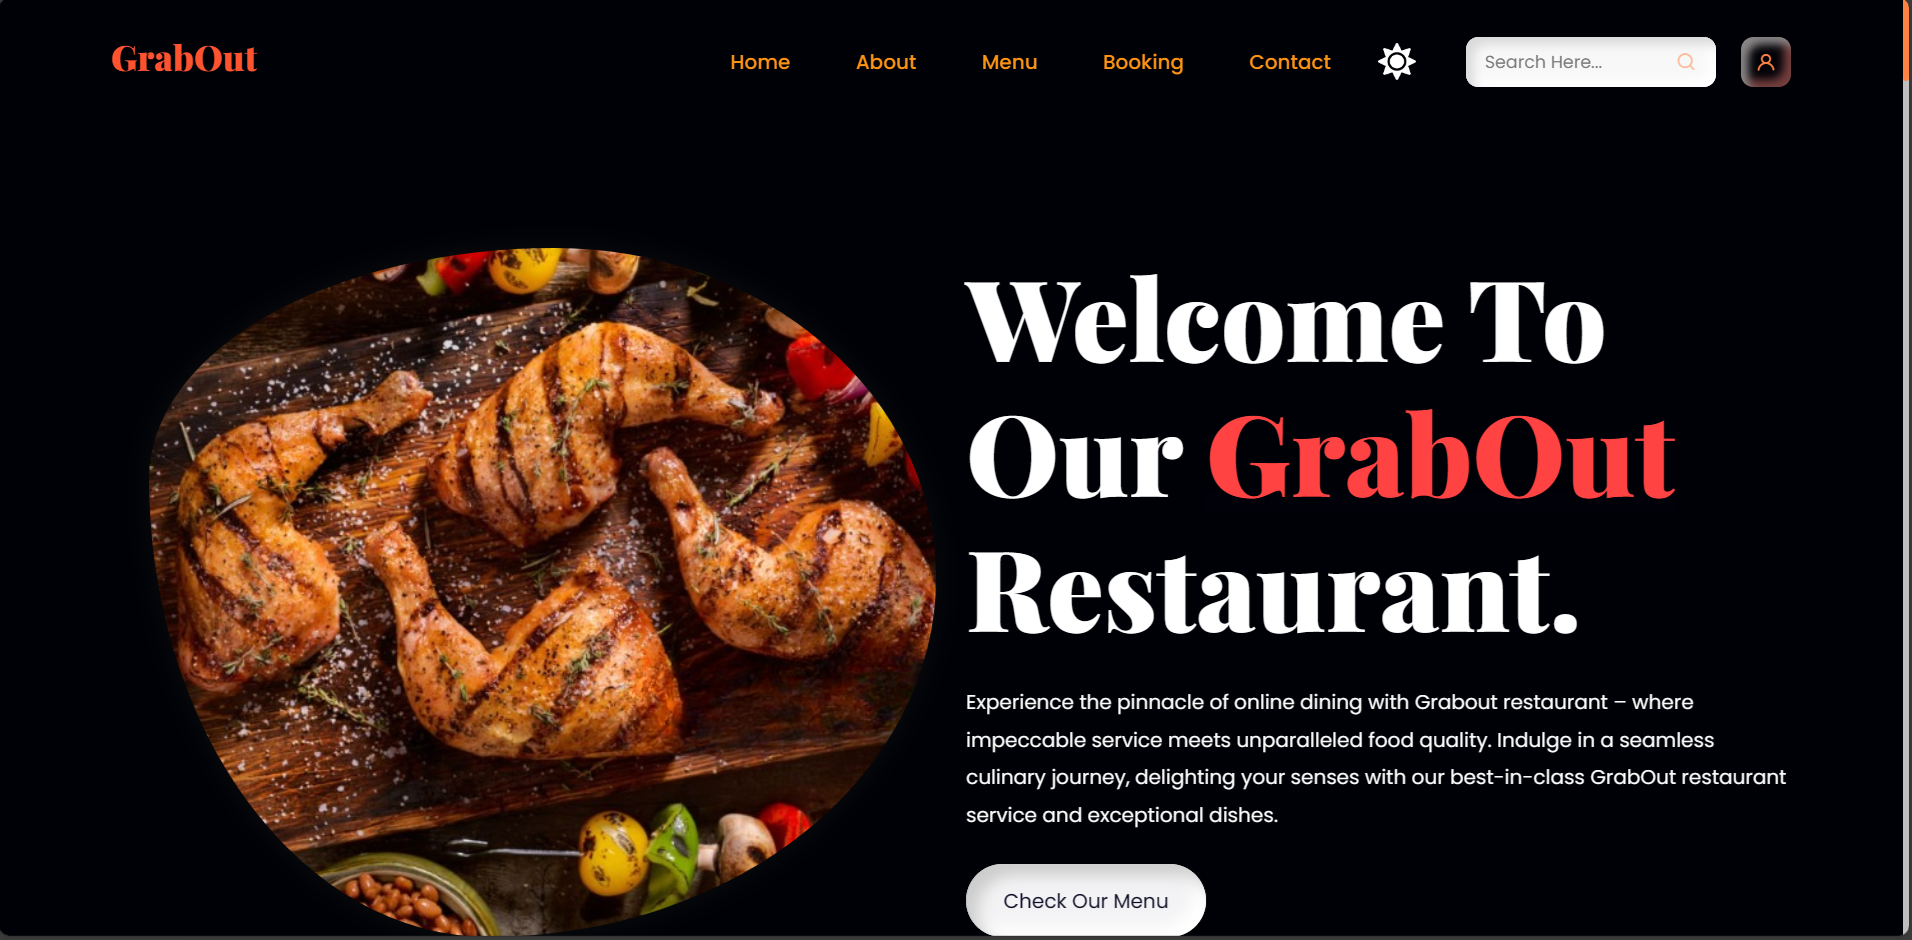 GrabOut
Home About Menu Booking Contact
Search Here...
Welcome To
Our GrabOut
Restaurant.
Experience the pinnacle of online dining with Grabout restaurant – where
impeccable service meets unparalleled food quality. Indulge in a seamless
culinary journey, delighting your senses with our best-in-class GrabOut restaurant
service and exceptional dishes.
Check Our Menu